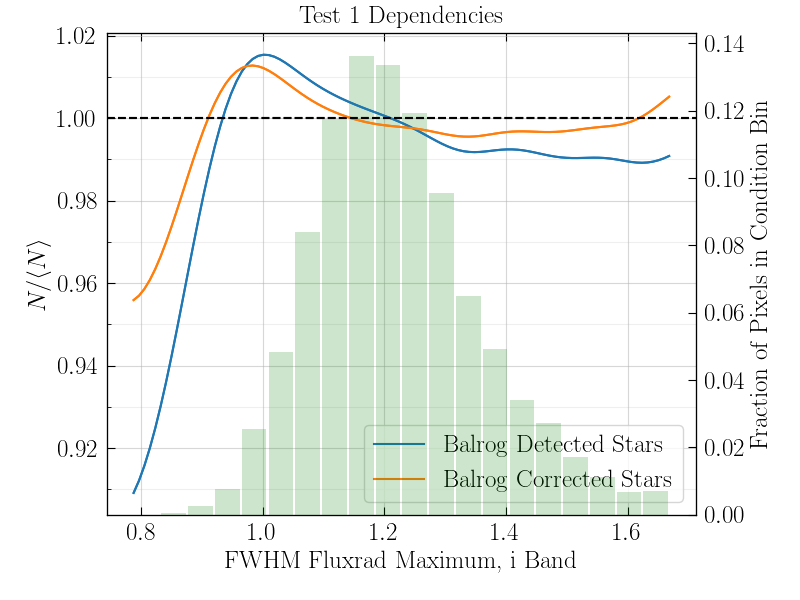 Test 1 Dependencies
1.02
1.00
0.98
0.96
0.94
0.92
N/⟨N⟩
0.14
0.12
0.10
0.08
0.06
0.04
0.02
0.00
Fraction of Pixels in Condition Bin
Balrog Detected Stars
Balrog Corrected Stars
0.8 1.0 1.2 1.4 1.6
FWHM Fluxrad Maximum, i Band